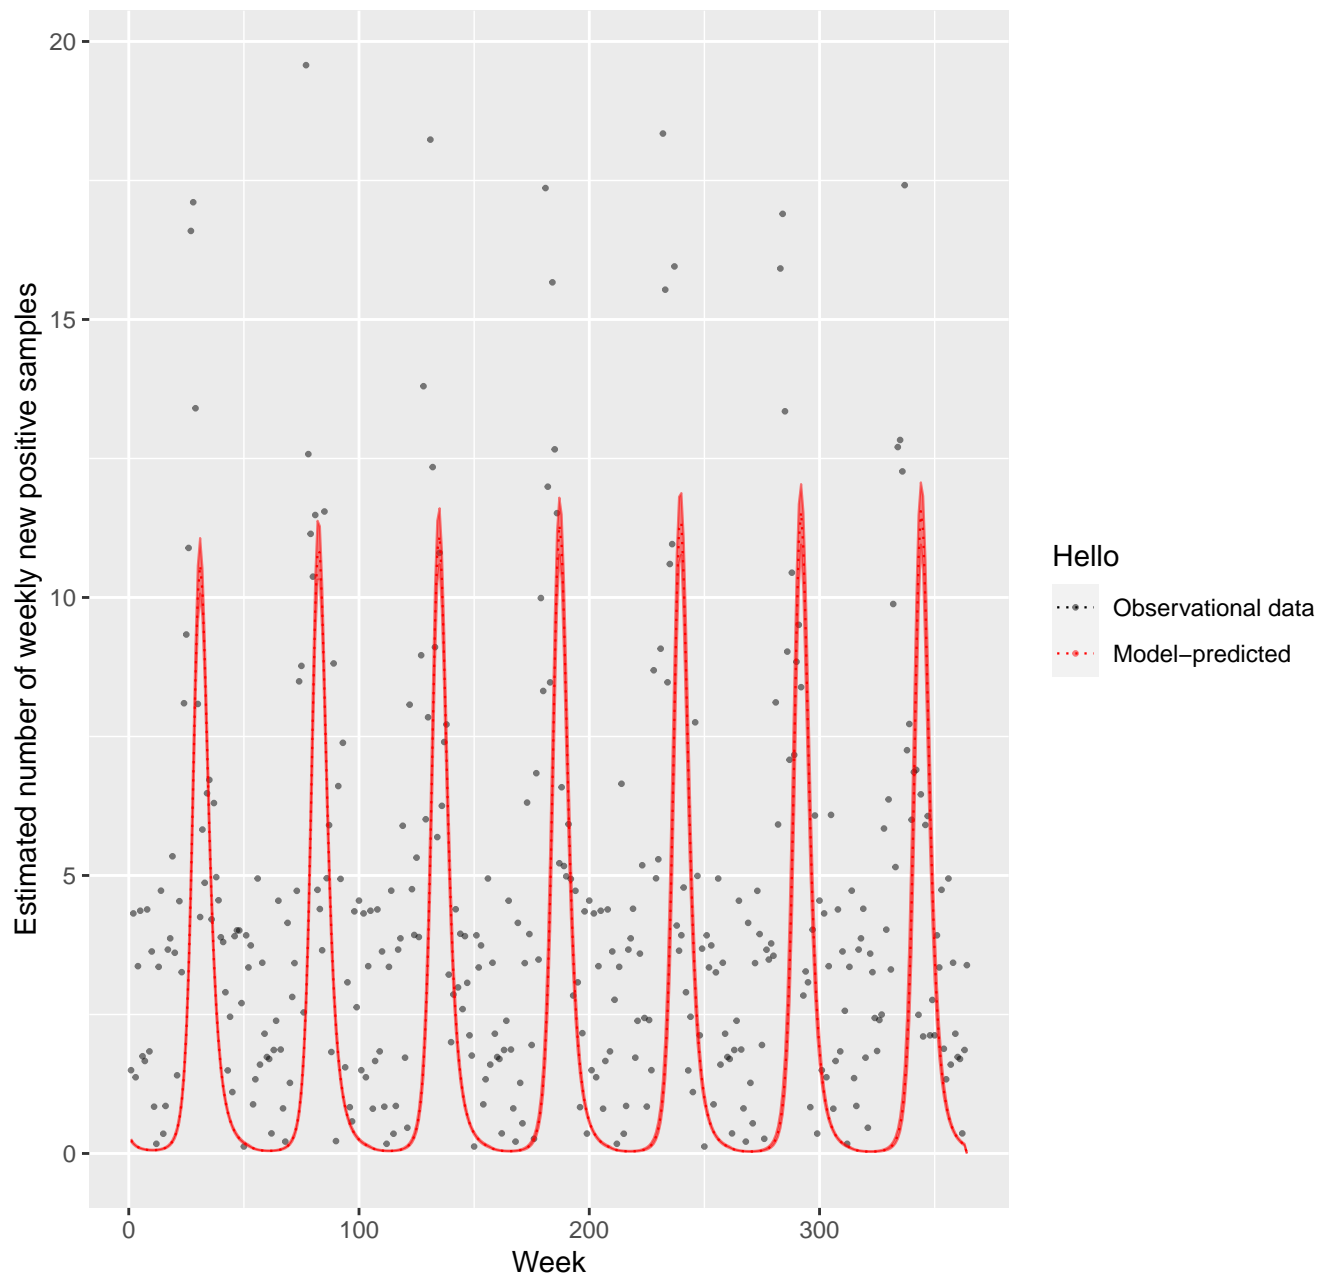 20
15
10
5
0
0
100
200
300
Week
Estimated number of weekly new positive samples
Hello
Observational data
Model−predicted